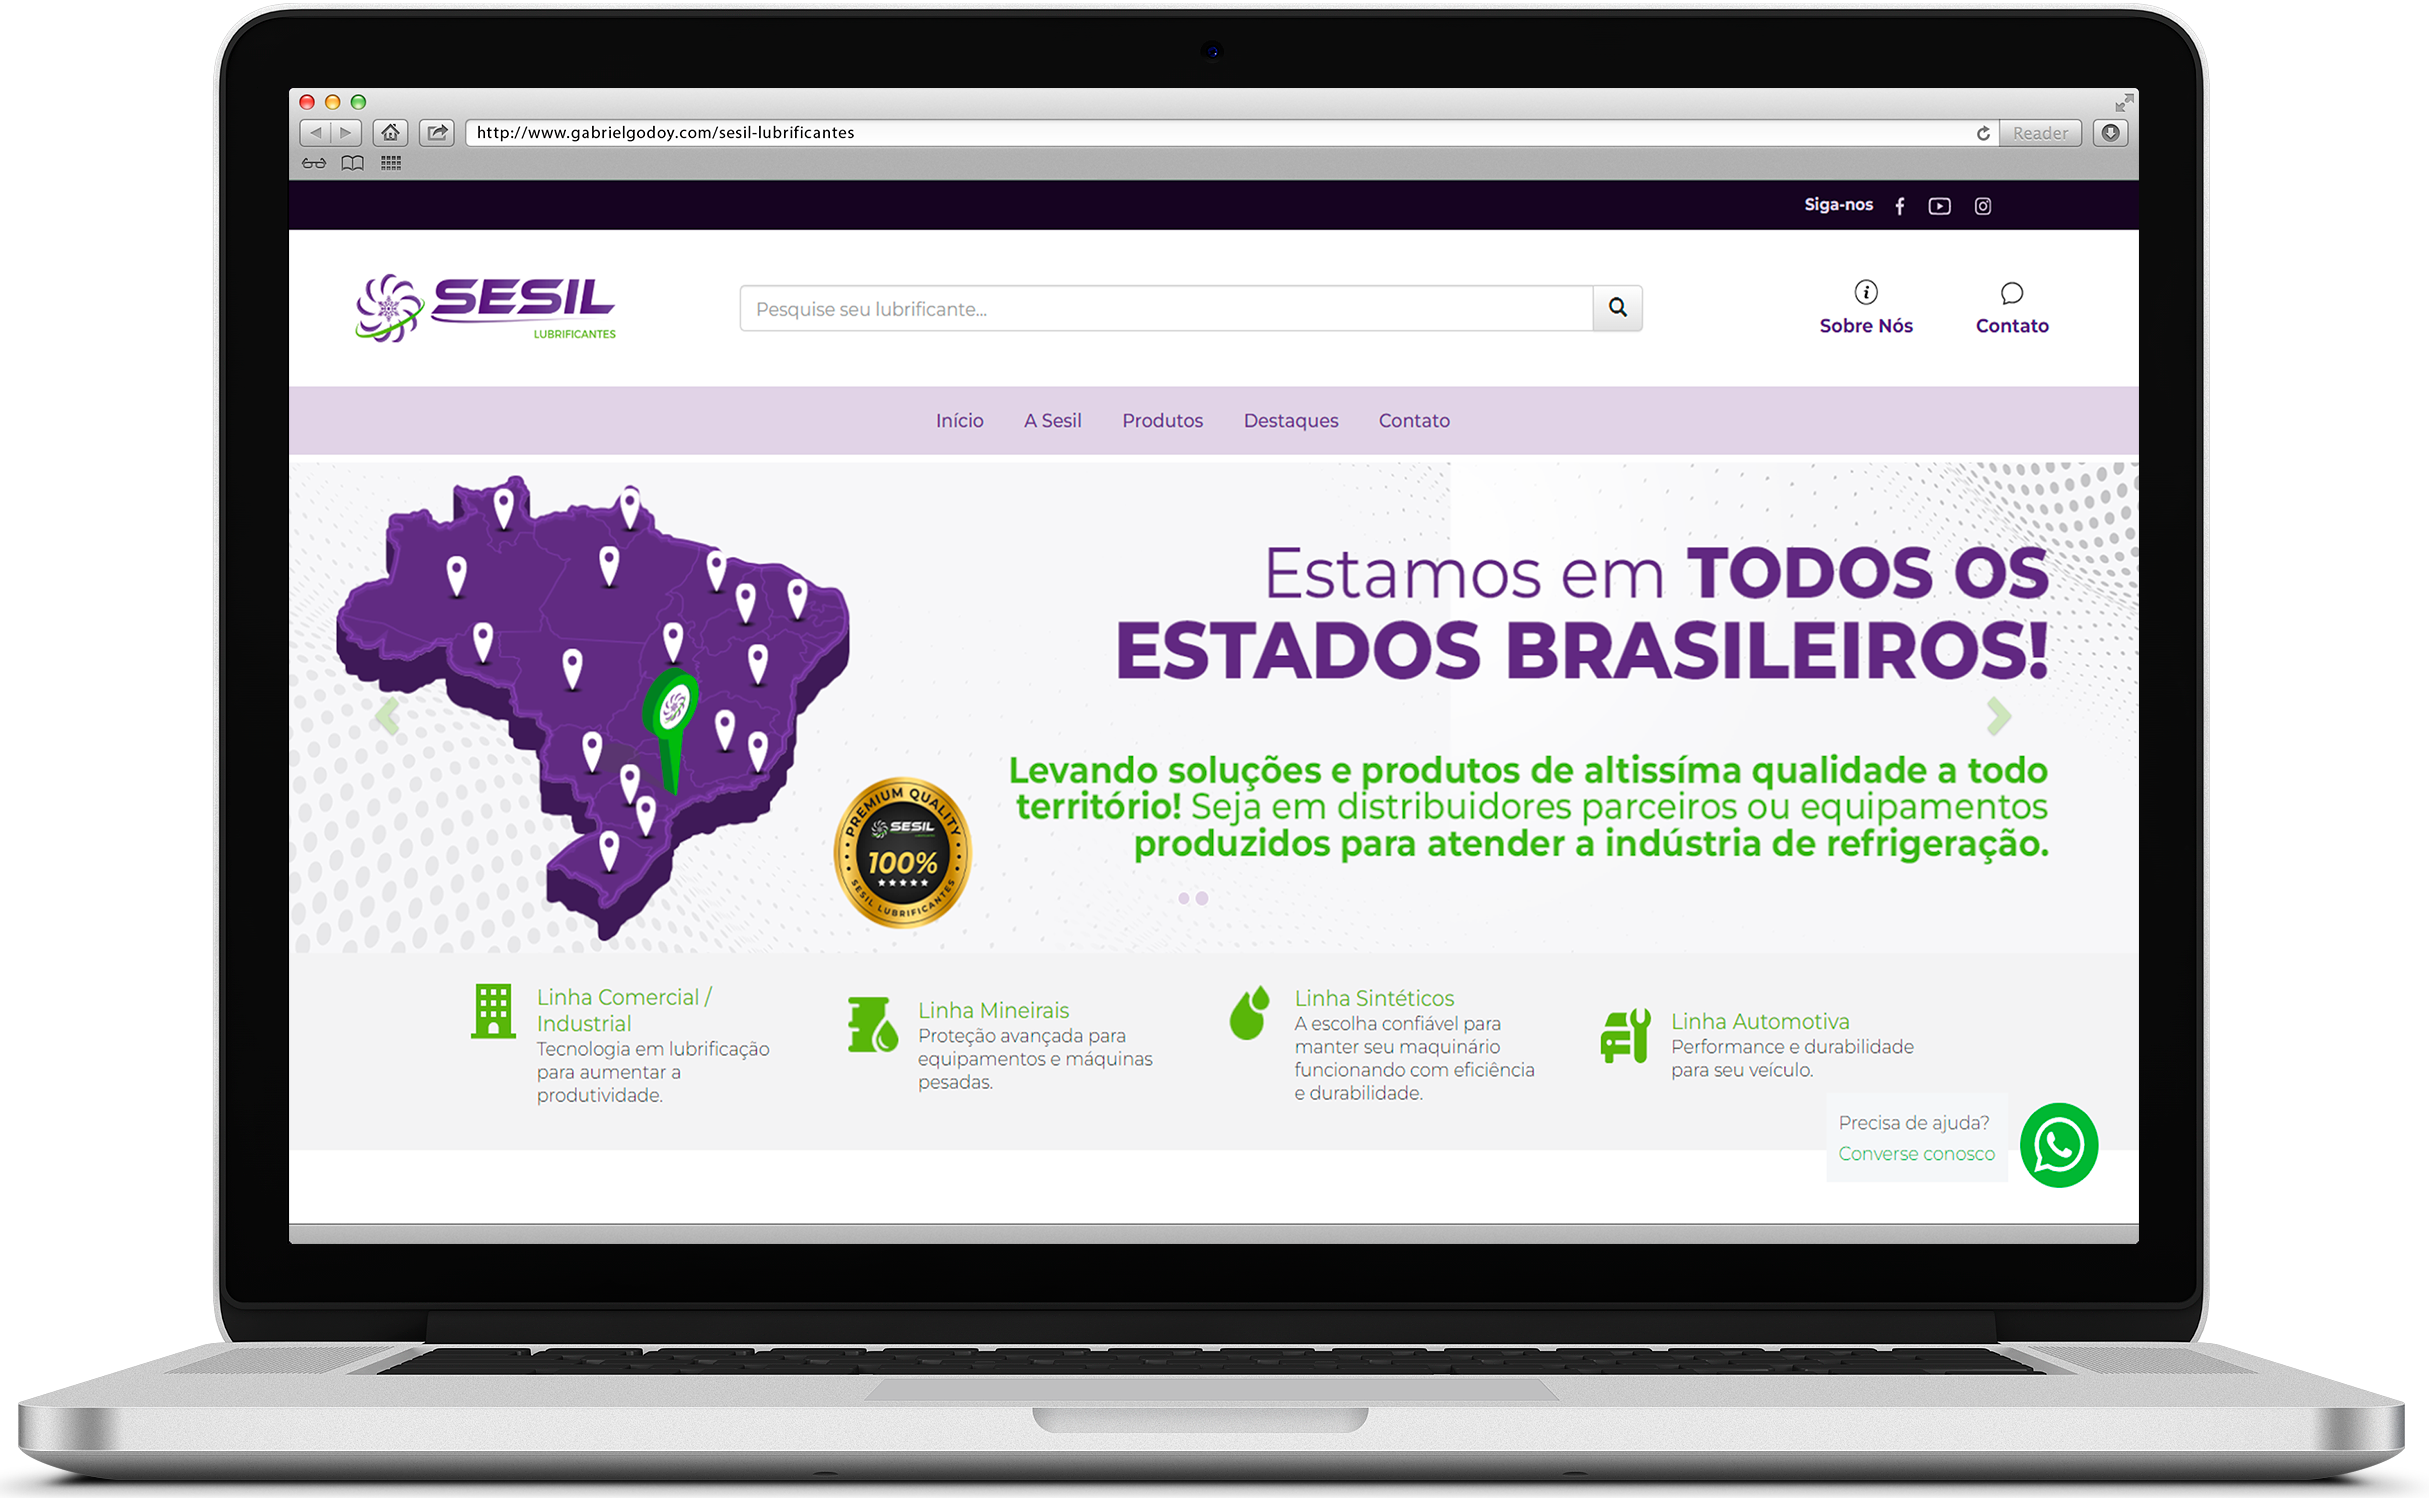 http://www.gabrielgodoy.com/sesil-lubrificantes
Reader
Siga-nos
SESIL
LUBRIFICANTES
Pesquise seu lubrificante...
Sobre Nós
Contato
Início
A Sesil
Produtos
Destaques
Contato
Estamos em TODOS OS
ESTADOS BRASILEIROS!
Levando soluções e produtos de altissíma qualidade a todo
território! Seja em distribuidores parceiros ou equipamentos
produzidos para atender a indústria de refrigeração.
PREMIUM QUALITY
SESIL
100%
SESIL LUBRIFICANTES
Linha Comercial /
Industrial
Tecnologia em lubrificação
para aumentar a
produtividade.
Linha Mineirais
Proteção avançada para
equipamentos e máquinas
pesadas.
Linha Sintéticos
A escolha confiável para
manter seu maquinário
funcionando com eficiência
e durabilidade.
Linha Automotiva
Performance e durabilidade
para seu veículo.
Precisa de ajuda?
Converse conosco